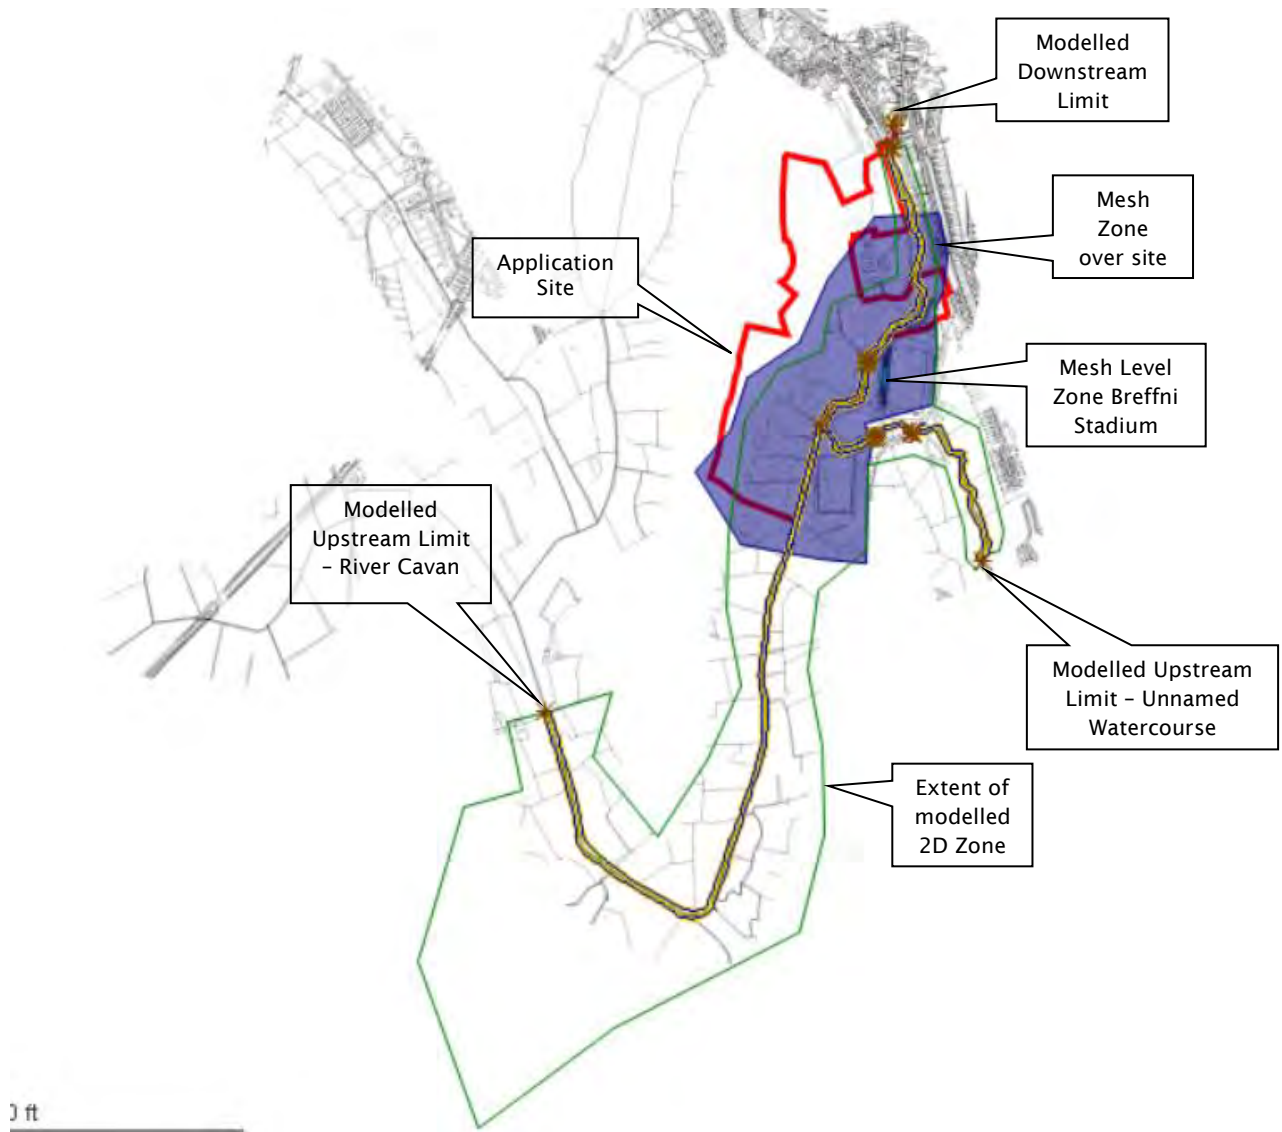 Modelled
Downstream
Limit
Mesh
Zone
over site
Application
Site
Mesh Level
Zone Breffni
Stadium
Modelled
Upstream Limit
– River Cavan
Modelled Upstream
Limit – Unnamed
Watercourse
Extent of
modelled
2D Zone
0 ft